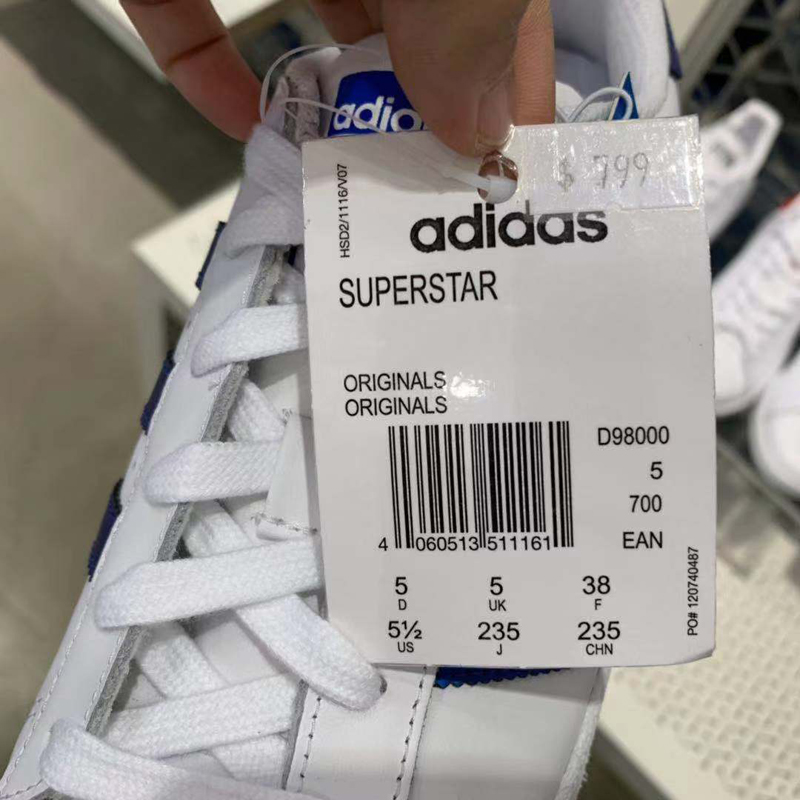 adio
$ 799
HSD2/1116/V07
adidas
SUPERSTAR
ORIGINALS
ORIGINALS
D98000
5
700
EAN
4 060513 511161
5 5 38
D UK F
5½ 235 235
US J CHN
PO# 120740487